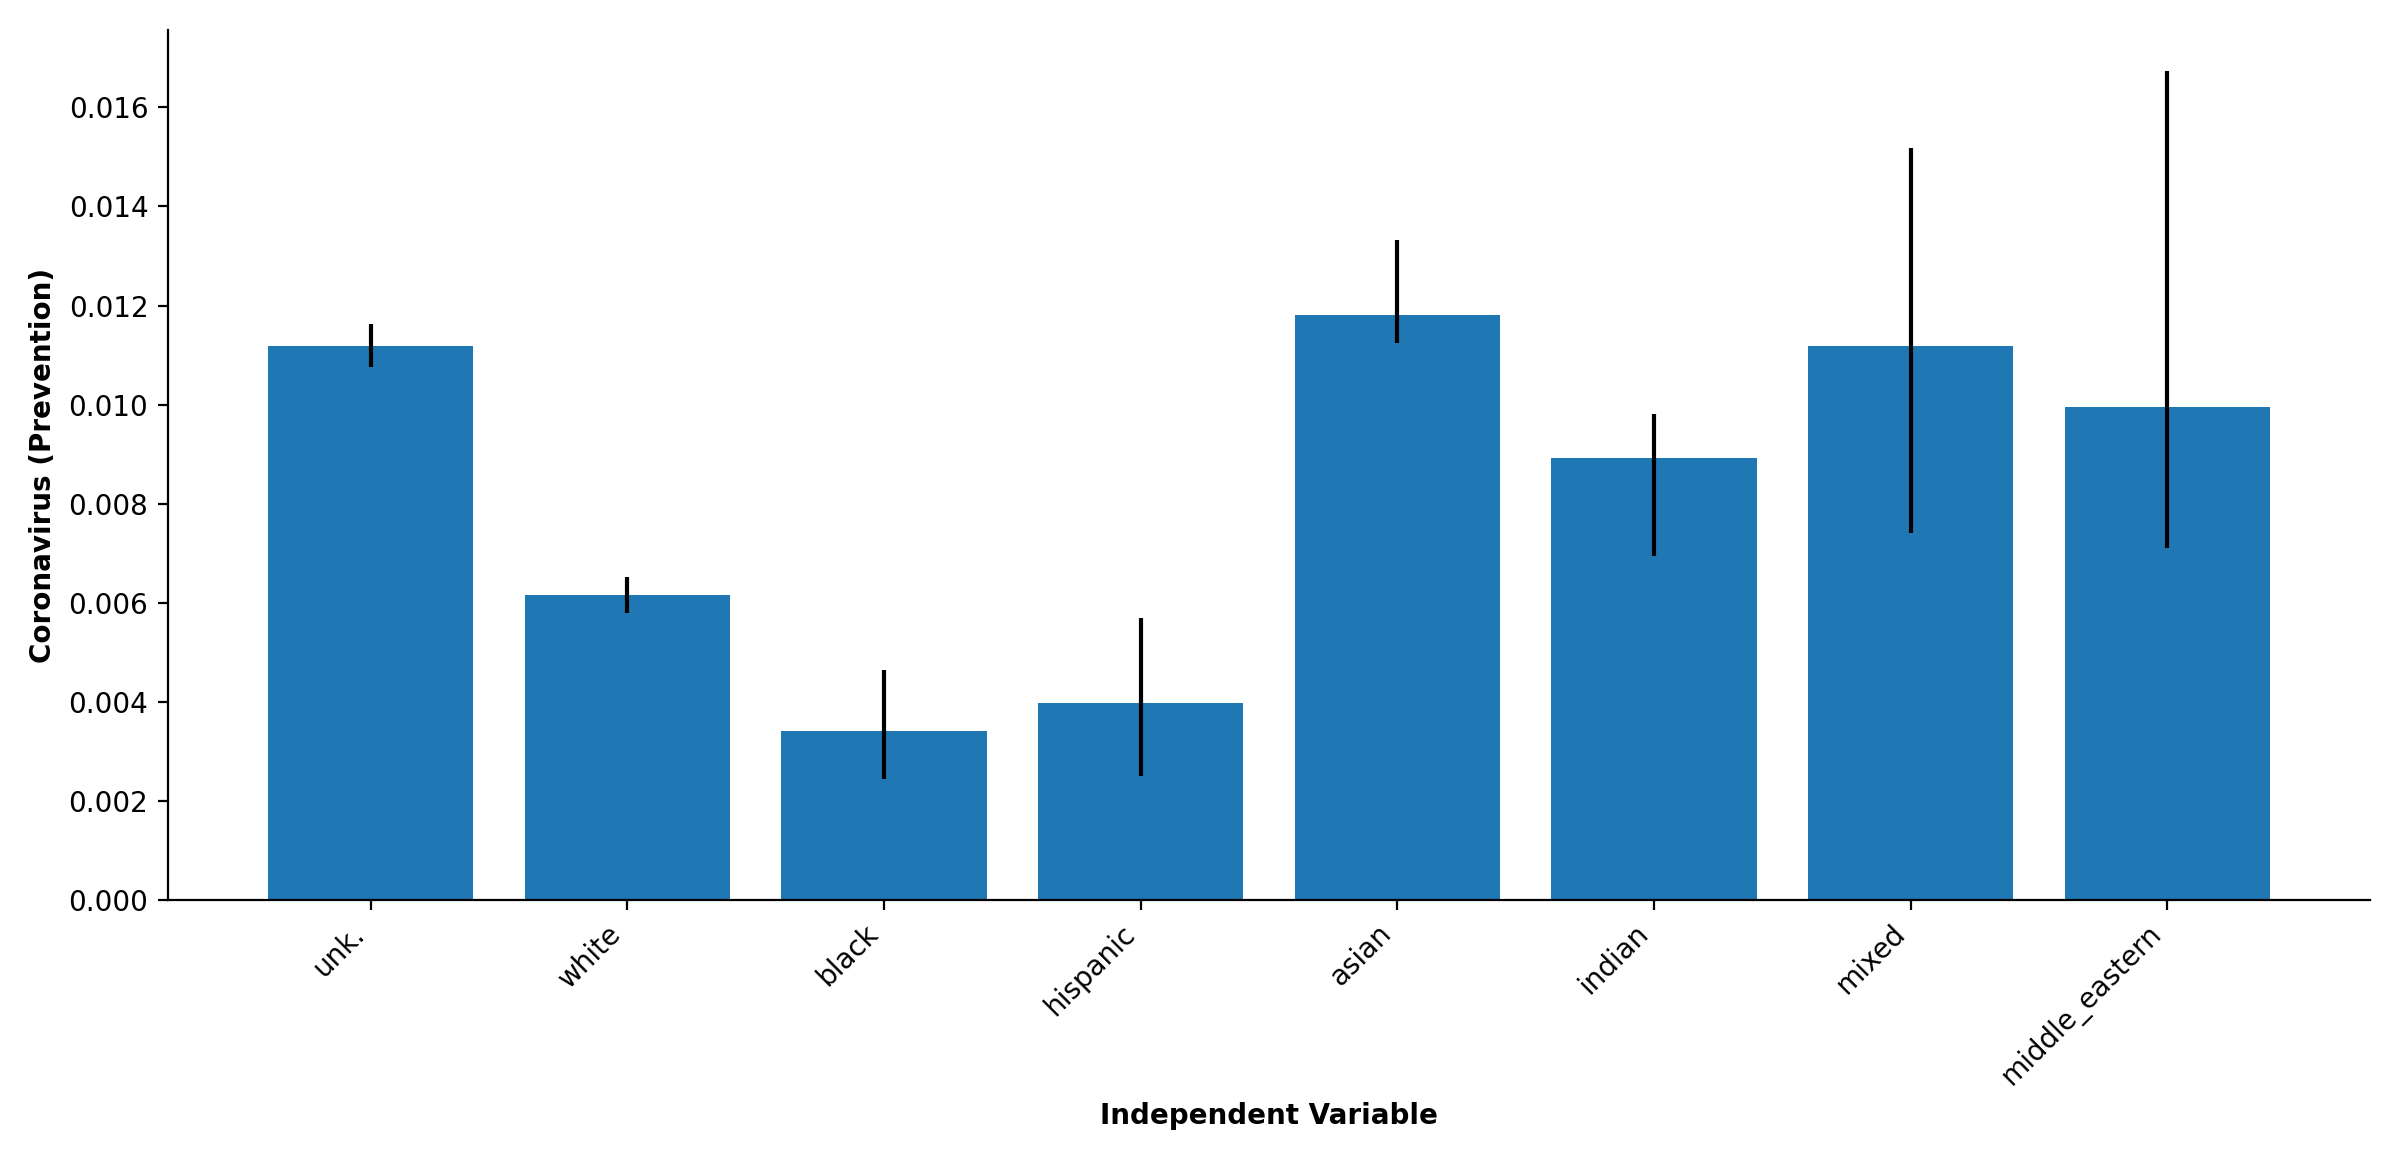 Coronavirus (Prevention)
0.016
0.014
0.012
0.010
0.008
0.006
0.004
0.002
0.000
unk.
white
black
hispanic
asian
indian
mixed
middle_eastern
Independent Variable